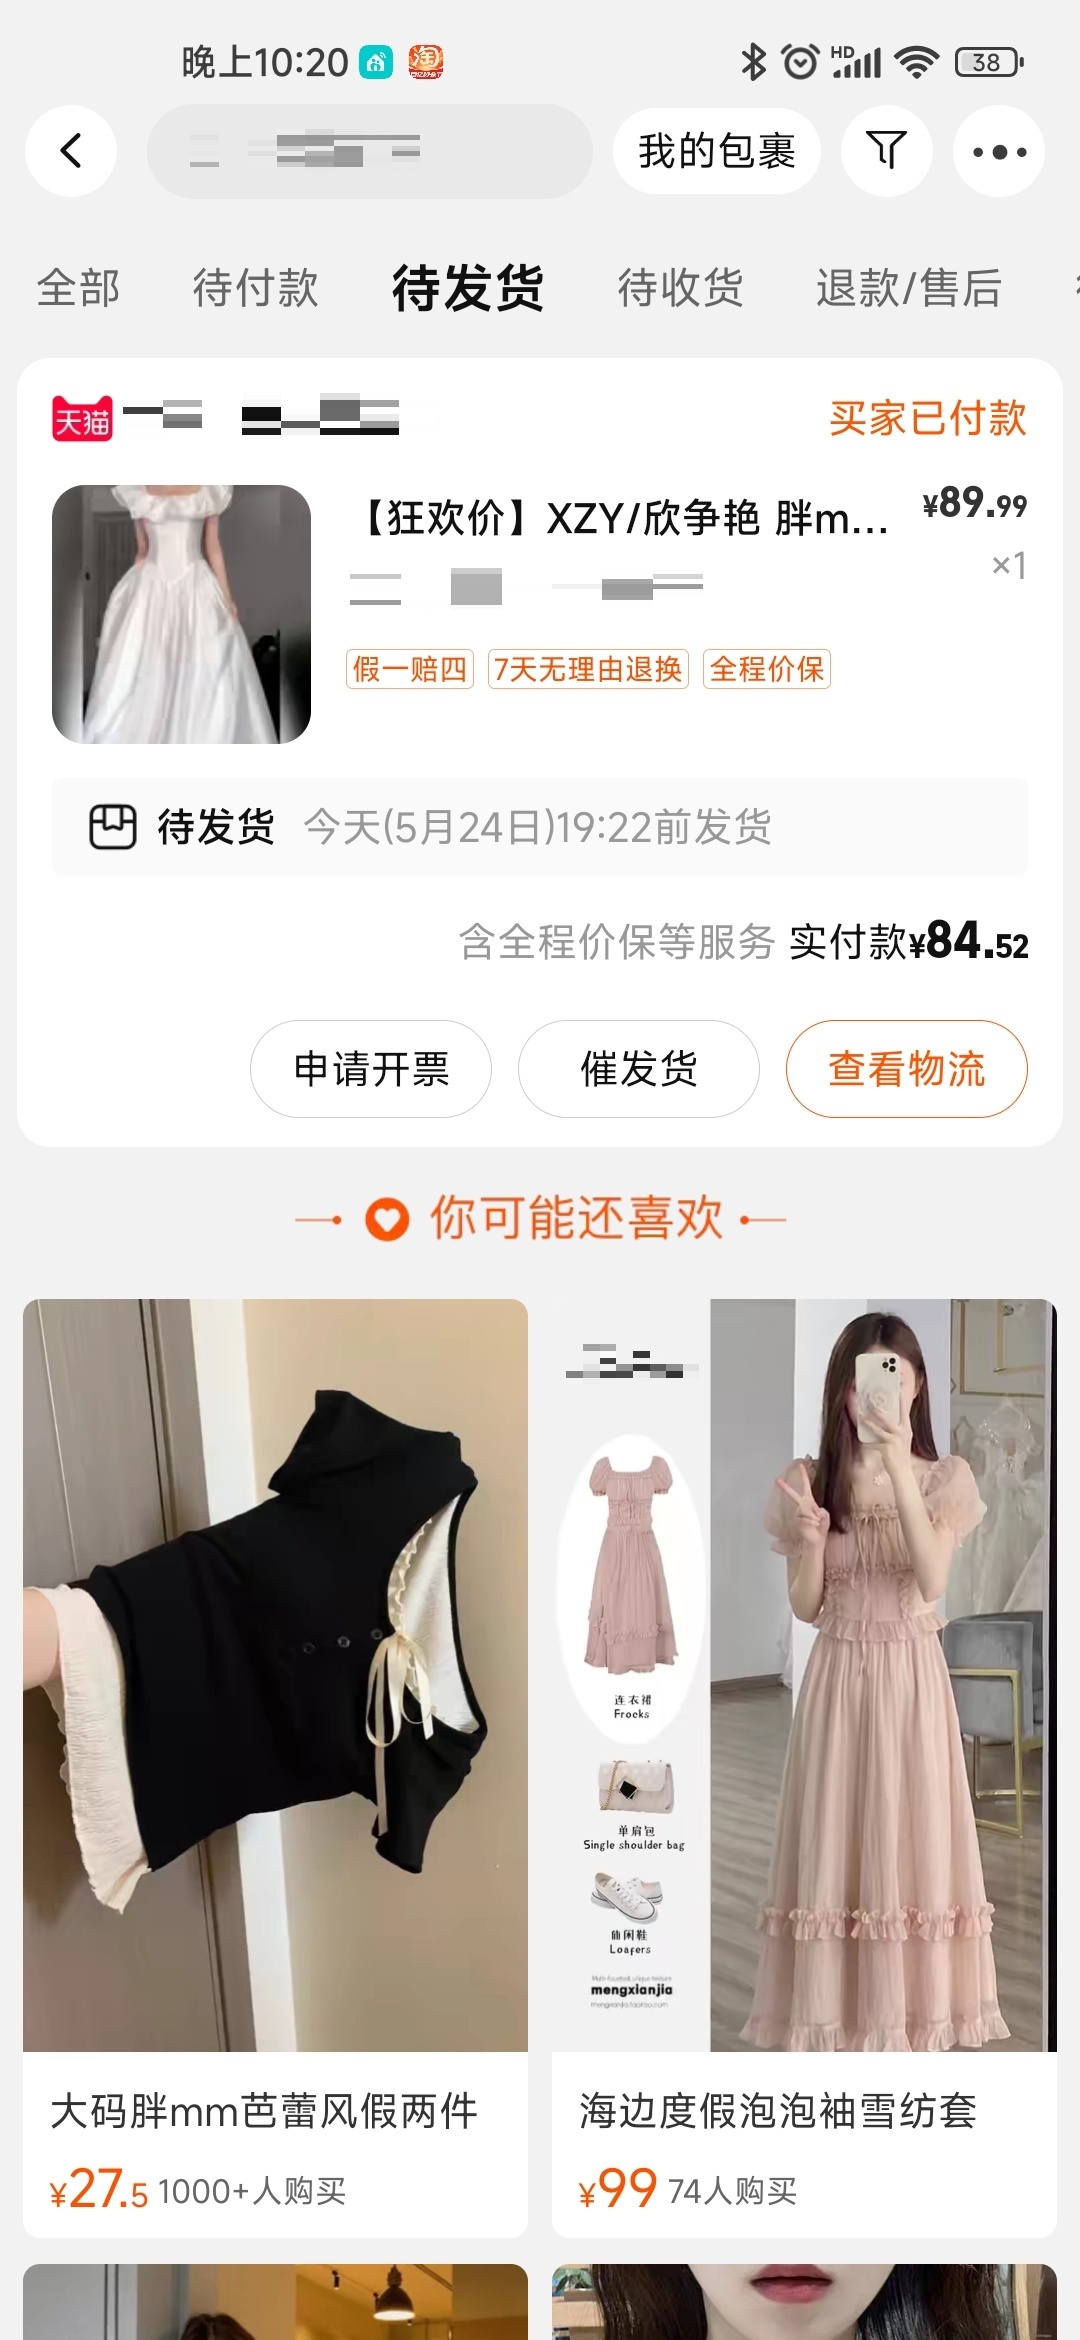 晚上10:20
HD
38
我的包裹
全部 待付款 待发货 待收货 退款/售后
天猫
买家已付款
【狂欢价】XZY/欣争艳 胖m... ¥89.99
×1
假一赔四 7天无理由退换 全程价保
待发货 今天(5月24日)19:22前发货
含全程价保等服务 实付款¥84.52
申请开票 催发货 查看物流
你可能还喜欢
连衣裙
Frocks
单肩包
Single shoulder bag
Loafers
mengxianjia
大码胖mm芭蕾风假两件
¥27.5 1000+人购买
海边度假泡泡袖雪纺套
¥99 74人购买